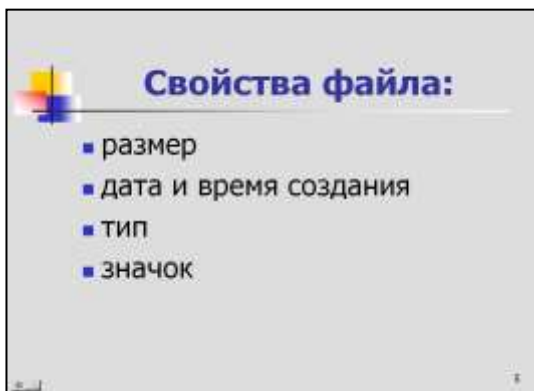 Свойства файла:
размер
дата и время создания
тип
значок